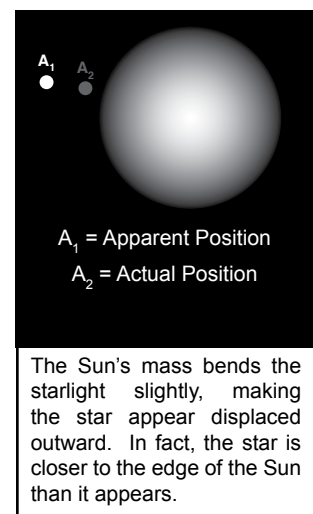 A₁
A₂
A₁ = Apparent Position
A₂ = Actual Position
The Sun's mass bends the
starlight slightly, making
the star appear displaced
outward. In fact, the star is
closer to the edge of the Sun
than it appears.